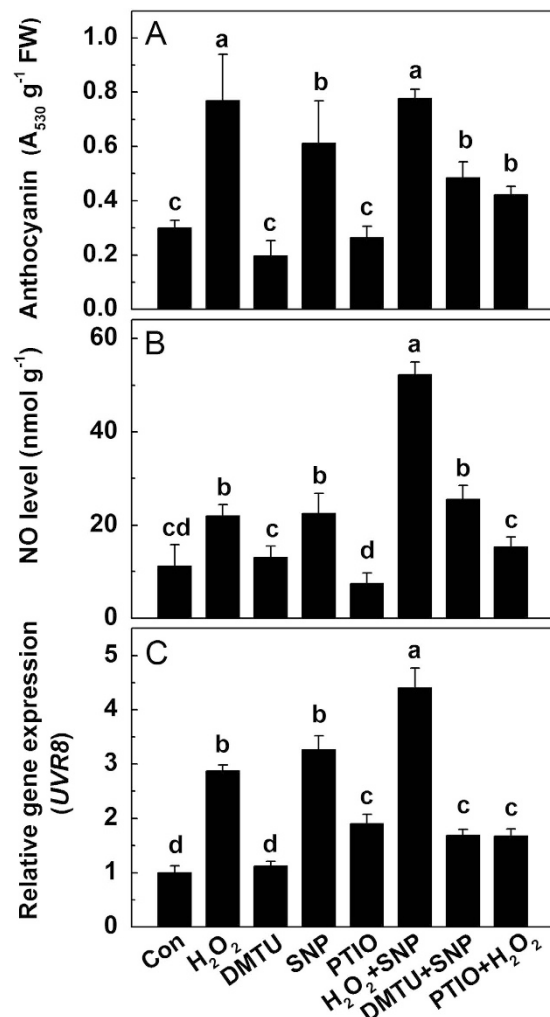 A
Anthocyanin (A₅₃₀ g⁻¹ FW)
1.0
0.8
0.6
0.4
0.2
0.0
c
a
c
b
c
a
b
b
B
NO level (nmol g⁻¹)
60
40
20
0
cd
b
c
b
d
a
b
c
C
Relative gene expression
(UVR8)
5
4
3
2
1
0
d
b
d
b
c
a
c
c
Con
H₂O₂
DMTU
SNP
PTIO
H₂O₂+SNP
DMTU+SNP
PTIO+H₂O₂